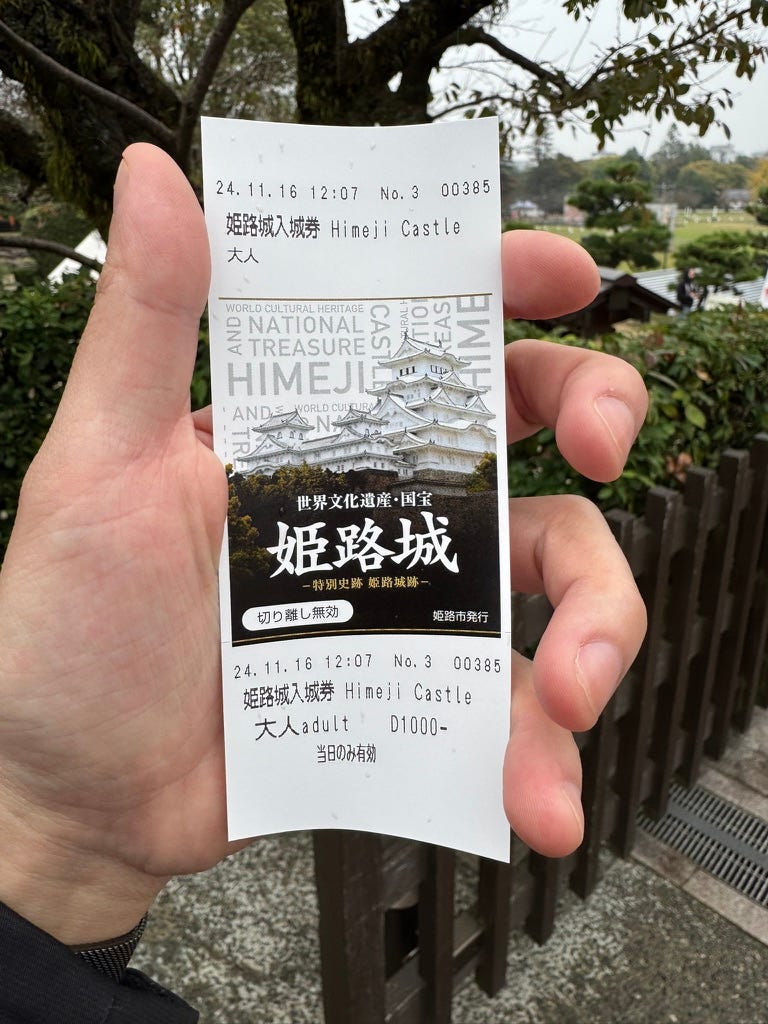 24.11.16 12:07 No.3 00385
姫路城入城券 Himeji Castle
大人
WORLD CULTURAL HERITAGE
AND NATIONAL
TREASURE
HIMEJI
CASTLE
HIME
AND
WORLD CULTURA
世界文化遺産・国宝
姫路城
-特別史跡 姫路城跡-
切り離し無効
姫路市発行
24.11.16 12:07 No.3 00385
姫路城入城券 Himeji Castle
大人adult D1000-
当日のみ有効